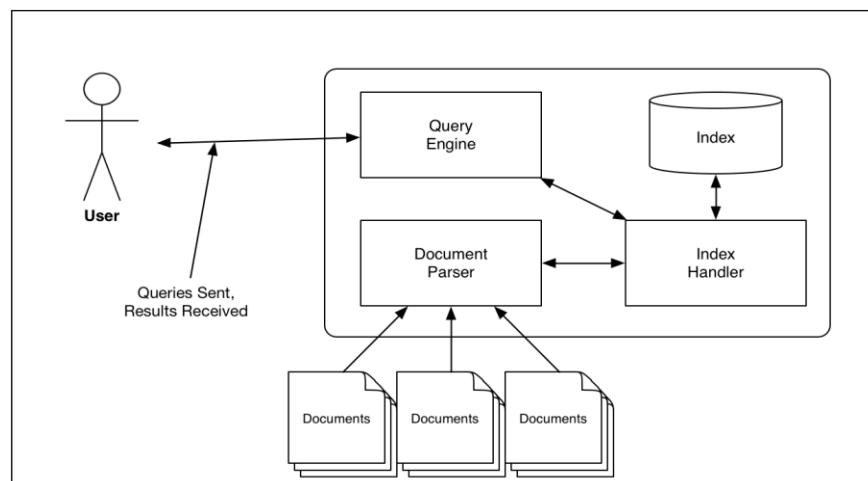 Query
Engine
Index
User
Document
Parser
Index
Handler
Queries Sent,
Results Received
Documents
Documents
Documents